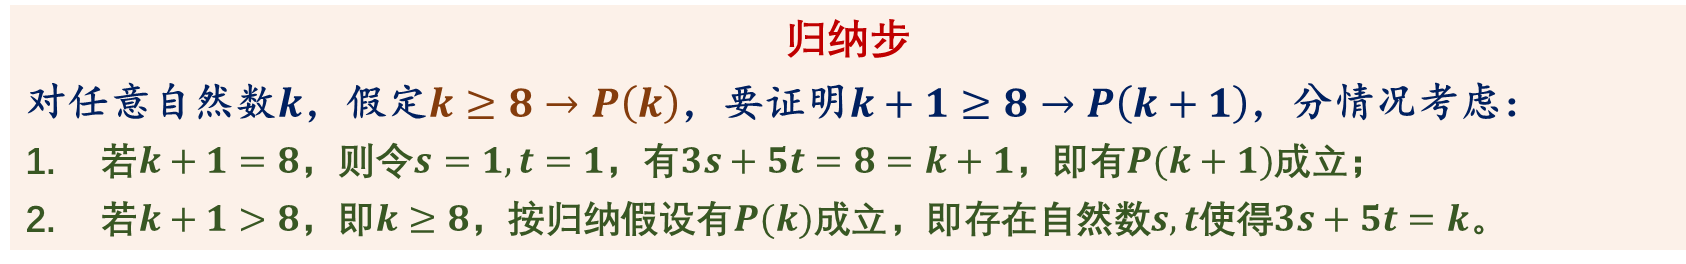 归纳步
对任意自然数k，假定k ≥ 8 → P(k)，要证明k + 1 ≥ 8 → P(k + 1)，分情况考虑：
1. 若k + 1 = 8，则令s = 1, t = 1，有3s + 5t = 8 = k + 1，即有P(k + 1)成立；
2. 若k + 1 > 8，即k ≥ 8，按归纳假设有P(k)成立，即存在自然数s, t使得3s + 5t = k。